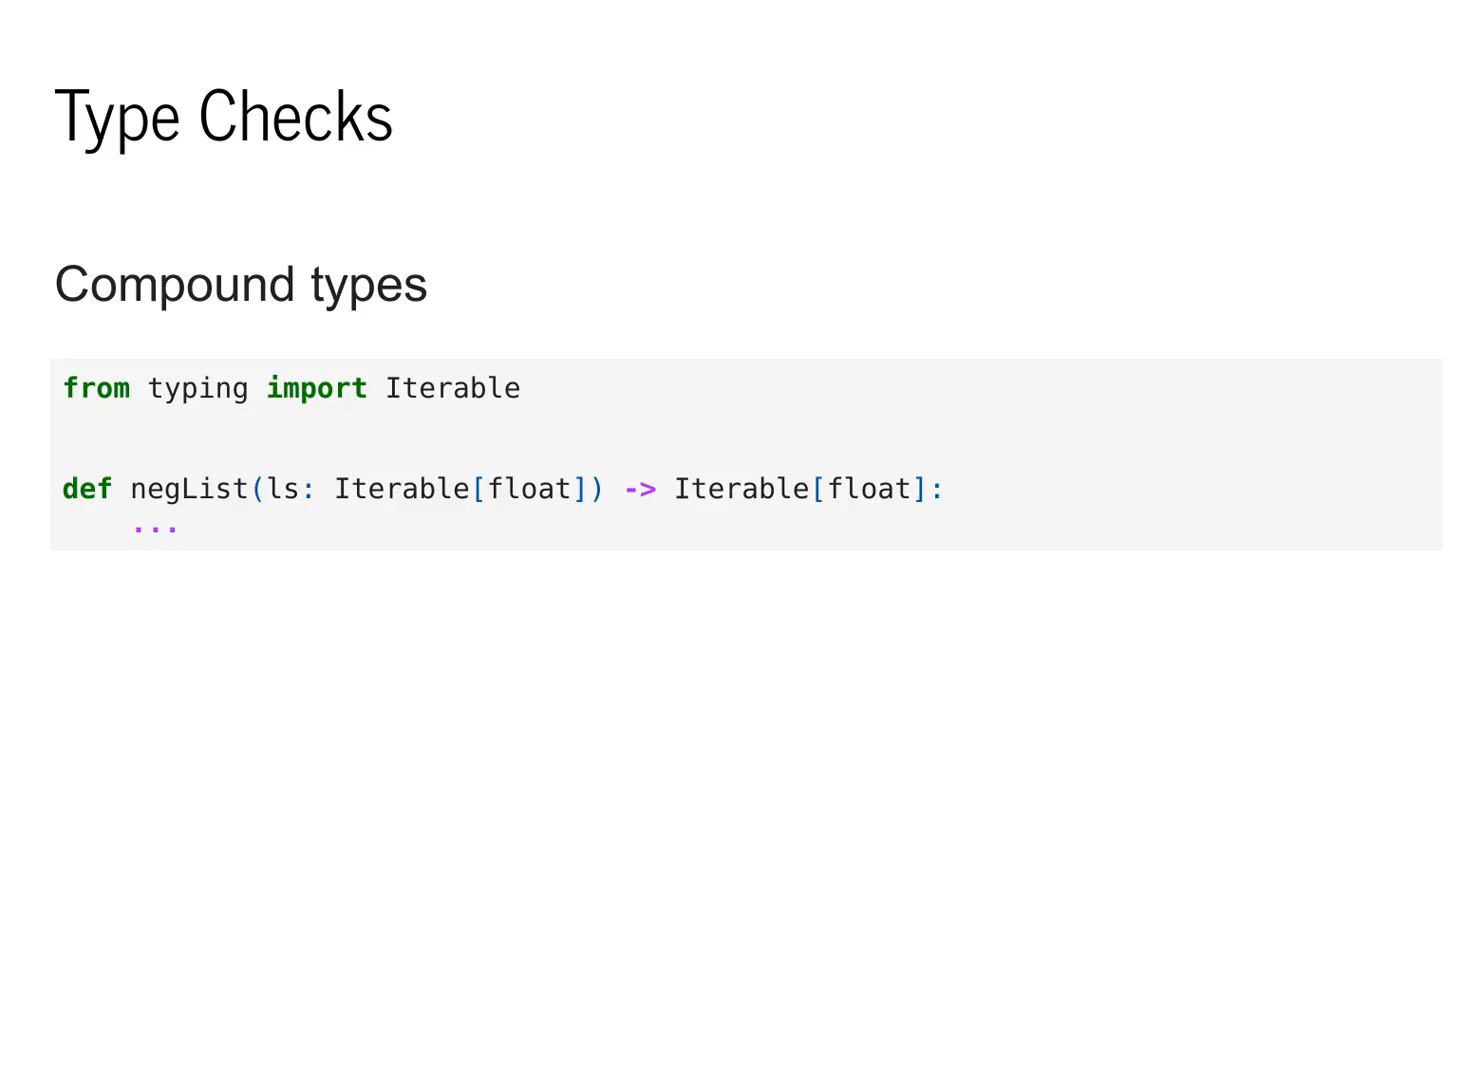 Type Checks
Compound types
from typing import Iterable
def negList(ls: Iterable[float]) -> Iterable[float]:
    ...